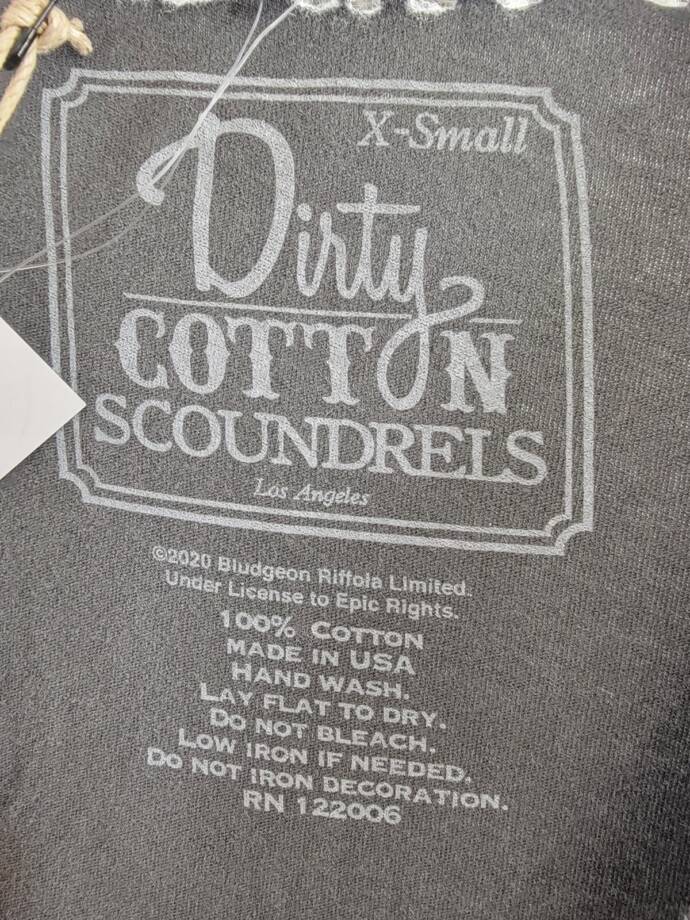 X-Small
Dirty
COTTON
SCOUNDRELS
Los Angeles
©2020 Bludgeon Riffola Limited.
Under License to Epic Rights.
100% COTTON
MADE IN USA
HAND WASH.
LAY FLAT TO DRY.
DO NOT BLEACH.
LOW IRON IF NEEDED.
DO NOT IRON DECORATION.
RN 122006